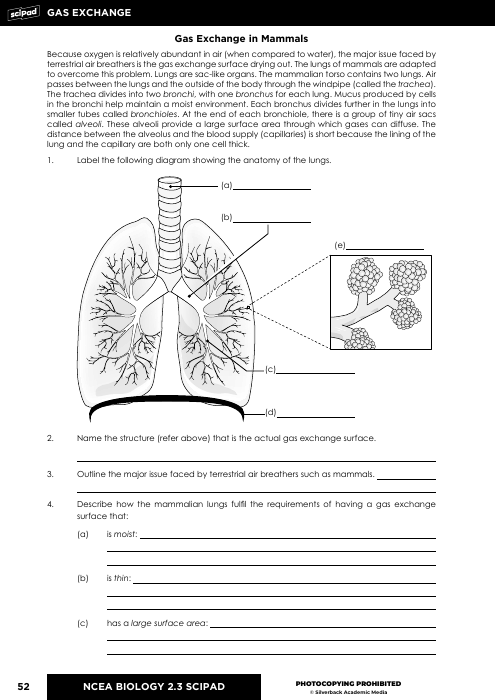 scipad GAS EXCHANGE
Gas Exchange in Mammals
Because oxygen is relatively abundant in air (when compared to water), the major issue faced by
terrestrial air breathers is the gas exchange surface drying out. The lungs of mammals are adapted
to overcome this problem. Lungs are sac-like organs. The mammalian torso contains two lungs. Air
passes between the lungs and the outside of the body through the windpipe (called the trachea).
The trachea divides into two bronchi, with one bronchus for each lung. Mucus produced by cells
in the bronchi help maintain a moist environment. Each bronchus divides further in the lungs into
smaller tubes called bronchioles. At the end of each bronchiole, there is a group of tiny air sacs
called alveoli. These alveoli provide a large surface area through which gases can diffuse. The
distance between the alveolus and the blood supply (capillaries) is short because the lining of the
lung and the capillary are both only one cell thick.
1. Label the following diagram showing the anatomy of the lungs.
(a)
(b)
(e)
(c)
(d)
2. Name the structure (refer above) that is the actual gas exchange surface.
3. Outline the major issue faced by terrestrial air breathers such as mammals.
4. Describe how the mammalian lungs fulfil the requirements of having a gas exchange
surface that:
(a) is moist:
(b) is thin:
(c) has a large surface area:
52 NCEA BIOLOGY 2.3 SCIPAD PHOTOCOPYING PROHIBITED
© Silverback Academic Media